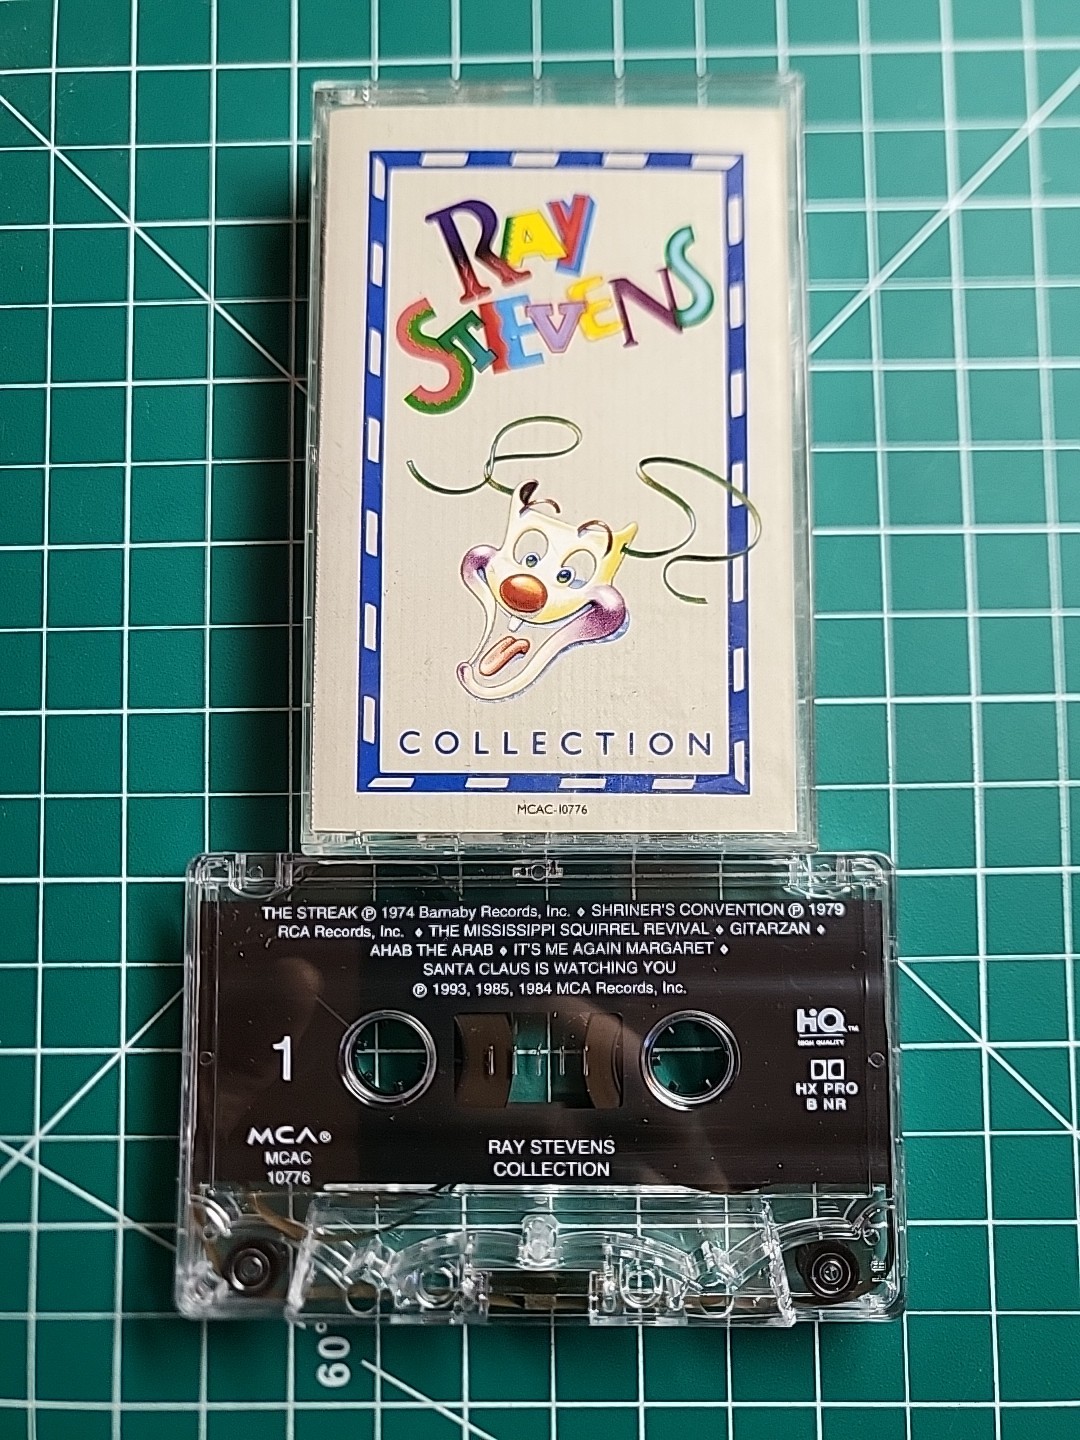 RAY
STEVENS
COLLECTION
MCAC-10776
THE STREAK ℗ 1974 Barnaby Records, Inc. ♦ SHRINER'S CONVENTION ℗ 1979
RCA Records, Inc. ♦ THE MISSISSIPPI SQUIRREL REVIVAL ♦ GITARZAN ♦
AHAB THE ARAB ♦ IT'S ME AGAIN MARGARET ♦
SANTA CLAUS IS WATCHING YOU
℗ 1993, 1985, 1984 MCA Records, Inc.
1
HiQ™
HIGH QUALITY
HX PRO
B NR
MCA®
MCAC
10776
RAY STEVENS
COLLECTION
60°